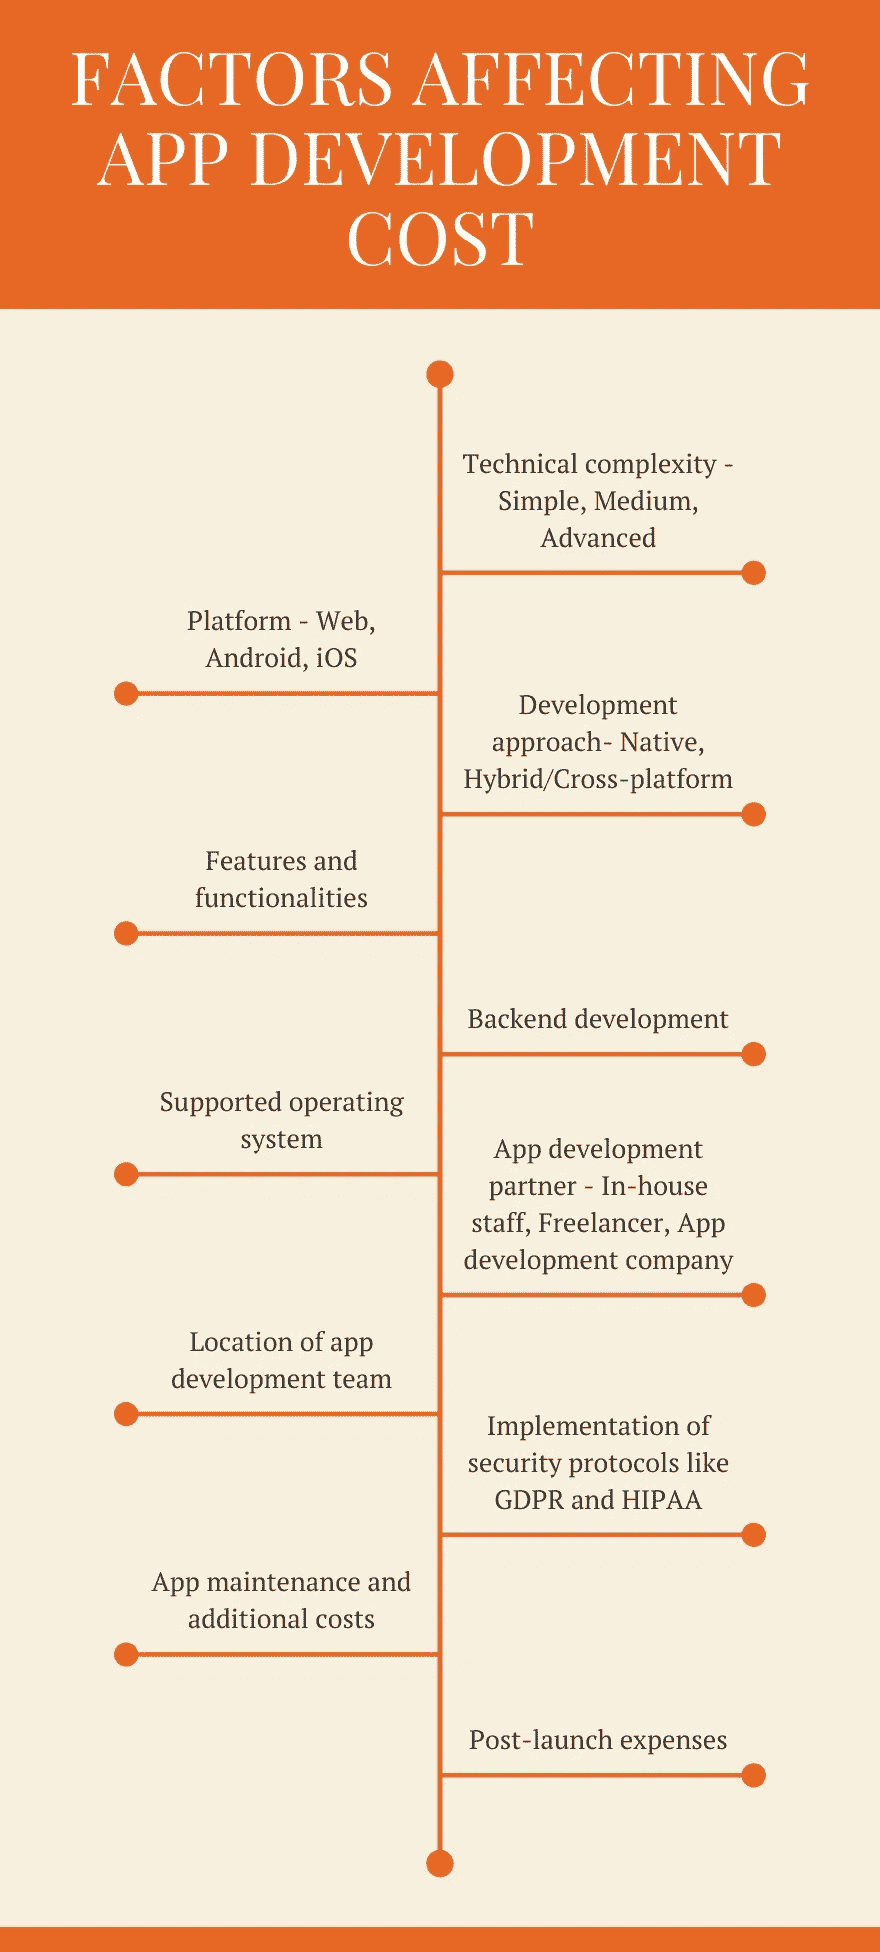 FACTORS AFFECTING
APP DEVELOPMENT
COST
Technical complexity -
Simple, Medium,
Advanced
Platform - Web,
Android, iOS
Development
approach- Native,
Hybrid/Cross-platform
Features and
functionalities
Backend development
Supported operating
system
App development
partner - In-house
staff, Freelancer, App
development company
Location of app
development team
Implementation of
security protocols like
GDPR and HIPAA
App maintenance and
additional costs
Post-launch expenses